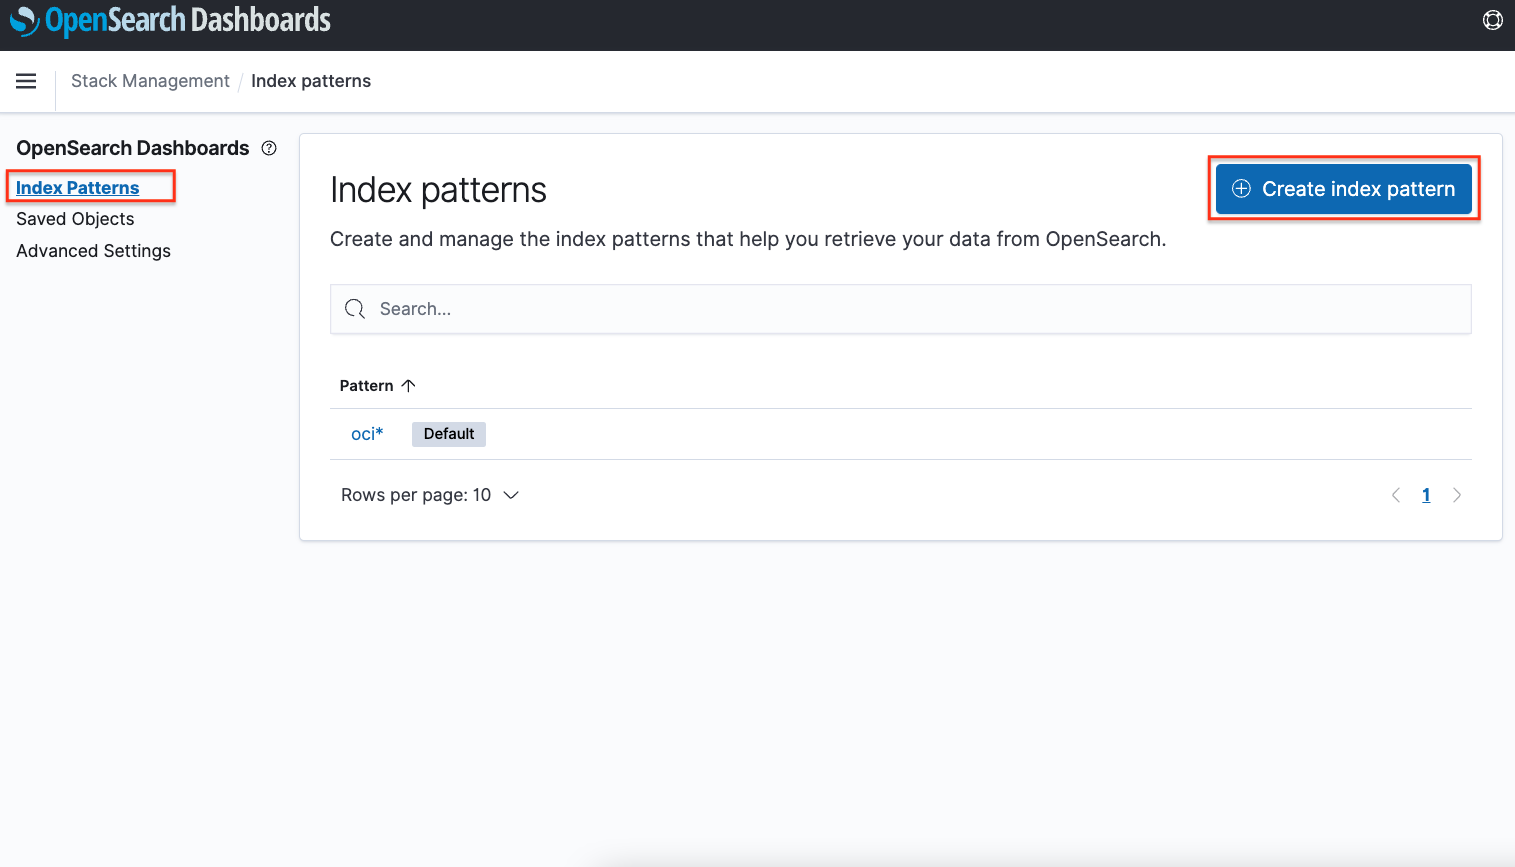 OpenSearch Dashboards
Stack Management / Index patterns
OpenSearch Dashboards
Index Patterns
Saved Objects
Advanced Settings
Index patterns
Create index pattern
Create and manage the index patterns that help you retrieve your data from OpenSearch.
Search...
Pattern
oci* Default
Rows per page: 10
1